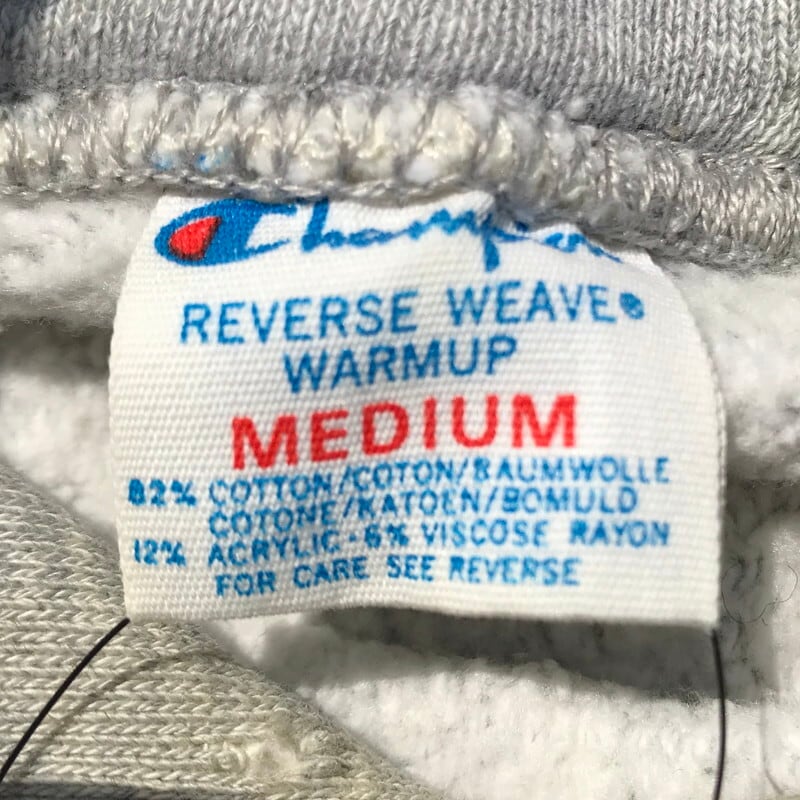 Champion
REVERSE WEAVE®
WARMUP
MEDIUM
82% COTTON/COTON/BAUMWOLLE
COTONE/KATOEN/BOMULD
12% ACRYLIC - 6% VISCOSE RAYON
FOR CARE SEE REVERSE